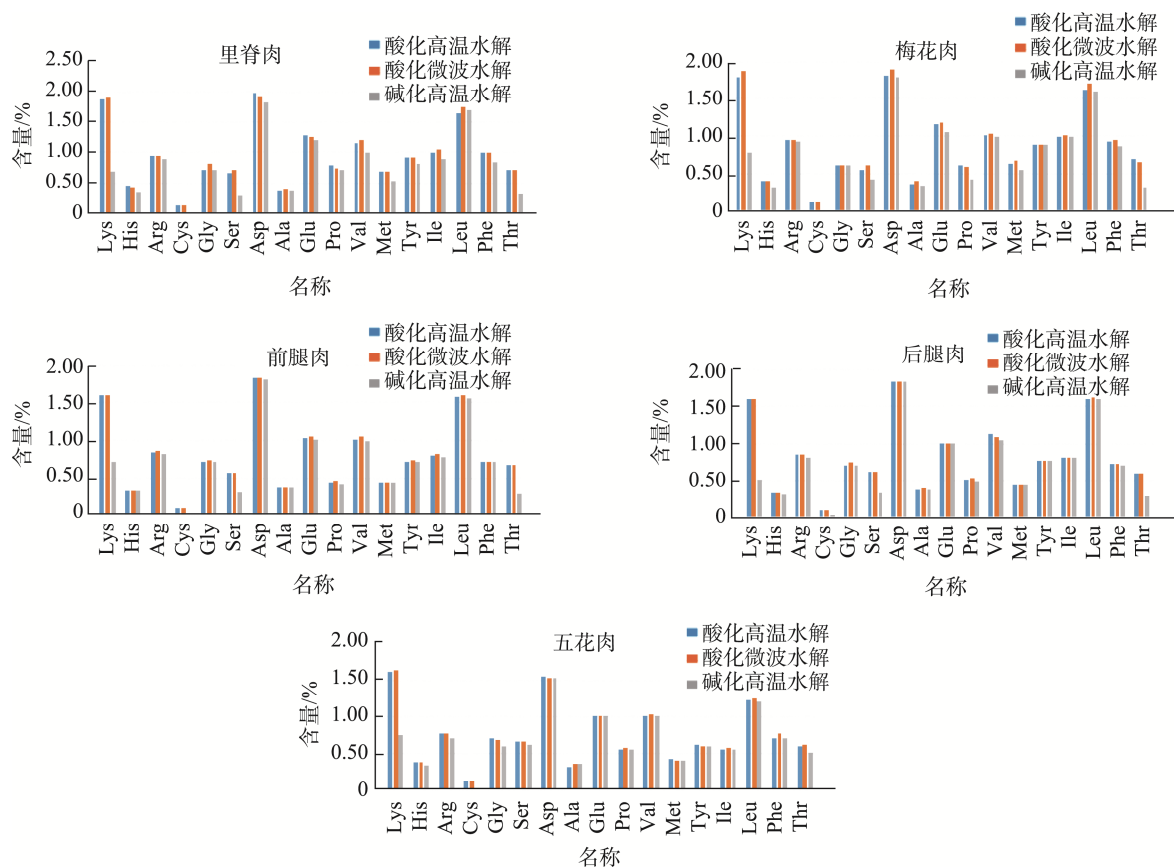 里脊肉
酸化高温水解
酸化微波水解
碱化高温水解
含量/%
2.50
2.00
1.50
1.00
0.50
0
Lys His Arg Cys Gly Ser Asp Ala Glu Pro Val Met Tyr Ile Leu Phe Thr
名称
梅花肉
酸化高温水解
酸化微波水解
碱化高温水解
含量/%
2.00
1.50
1.00
0.50
0
Lys His Arg Cys Gly Ser Asp Ala Glu Pro Val Met Tyr Ile Leu Phe Thr
名称
前腿肉
酸化高温水解
酸化微波水解
碱化高温水解
含量/%
2.00
1.50
1.00
0.50
0
Lys His Arg Cys Gly Ser Asp Ala Glu Pro Val Met Tyr Ile Leu Phe Thr
名称
后腿肉
酸化高温水解
酸化微波水解
碱化高温水解
含量/%
2.00
1.50
1.00
0.50
0
Lys His Arg Cys Gly Ser Asp Ala Glu Pro Val Met Tyr Ile Leu Phe Thr
名称
五花肉
酸化高温水解
酸化微波水解
碱化高温水解
含量/%
2.00
1.50
1.00
0.50
0
Lys His Arg Cys Gly Ser Asp Ala Glu Pro Val Met Tyr Ile Leu Phe Thr
名称